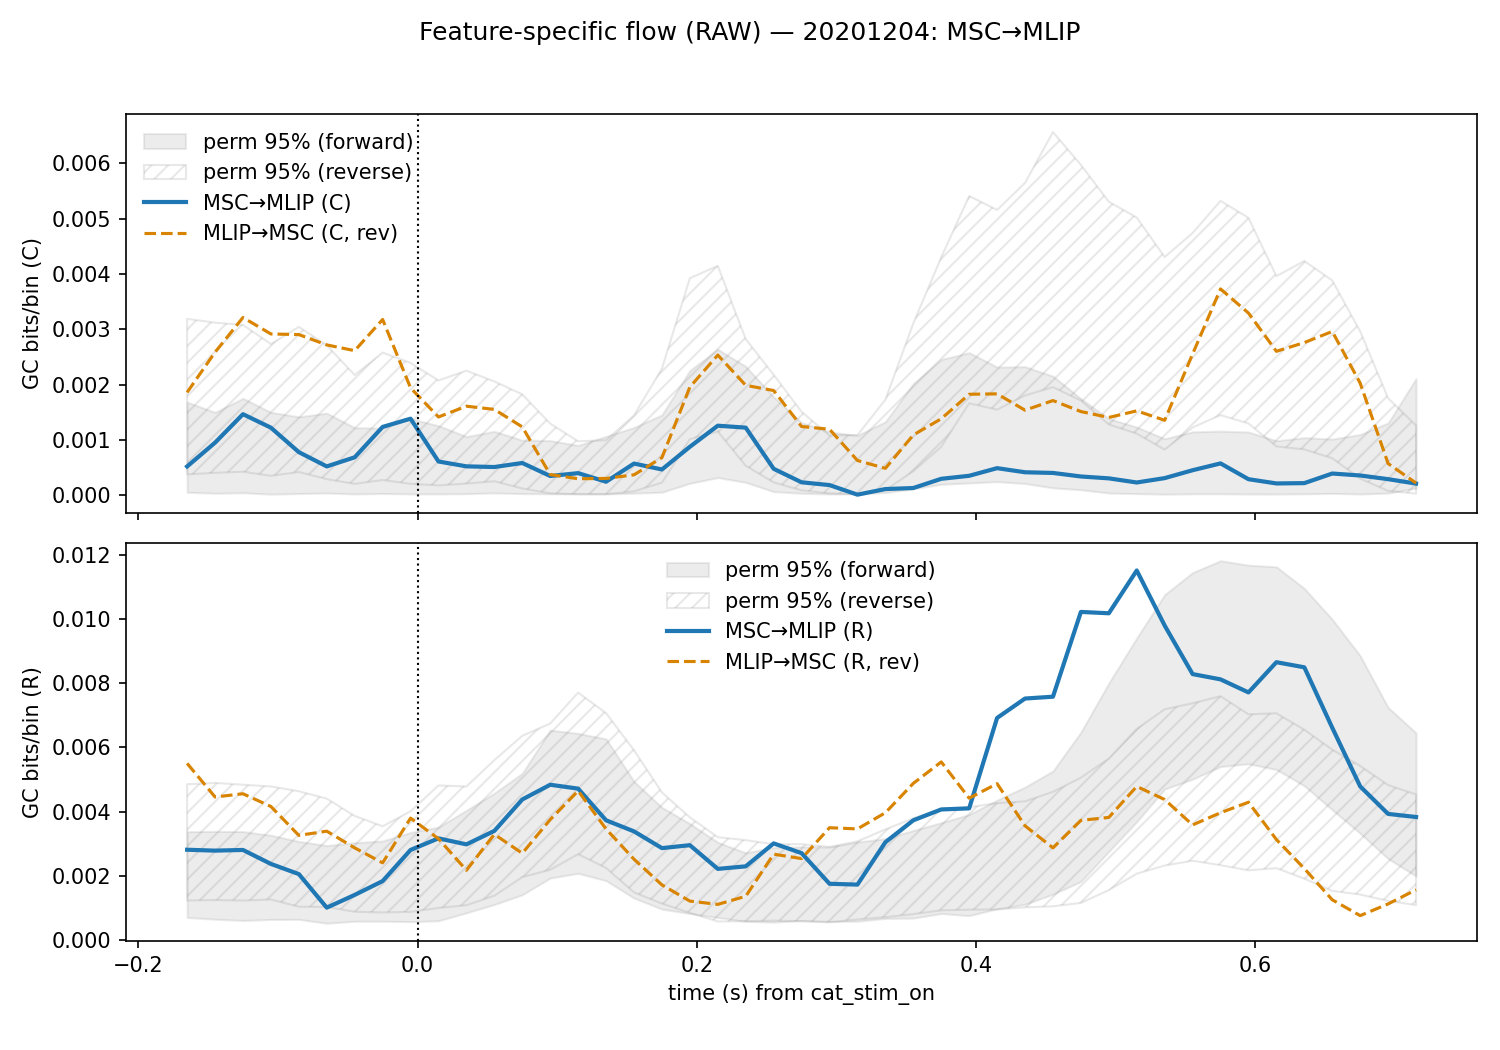 Feature-specific flow (RAW) — 20201204: MSC→MLIP
GC bits/bin (C)
0.006
0.005
0.004
0.003
0.002
0.001
0.000
perm 95% (forward)
perm 95% (reverse)
MSC→MLIP (C)
MLIP→MSC (C, rev)
GC bits/bin (R)
0.012
0.010
0.008
0.006
0.004
0.002
0.000
perm 95% (forward)
perm 95% (reverse)
MSC→MLIP (R)
MLIP→MSC (R, rev)
−0.2 0.0 0.2 0.4 0.6
time (s) from cat_stim_on